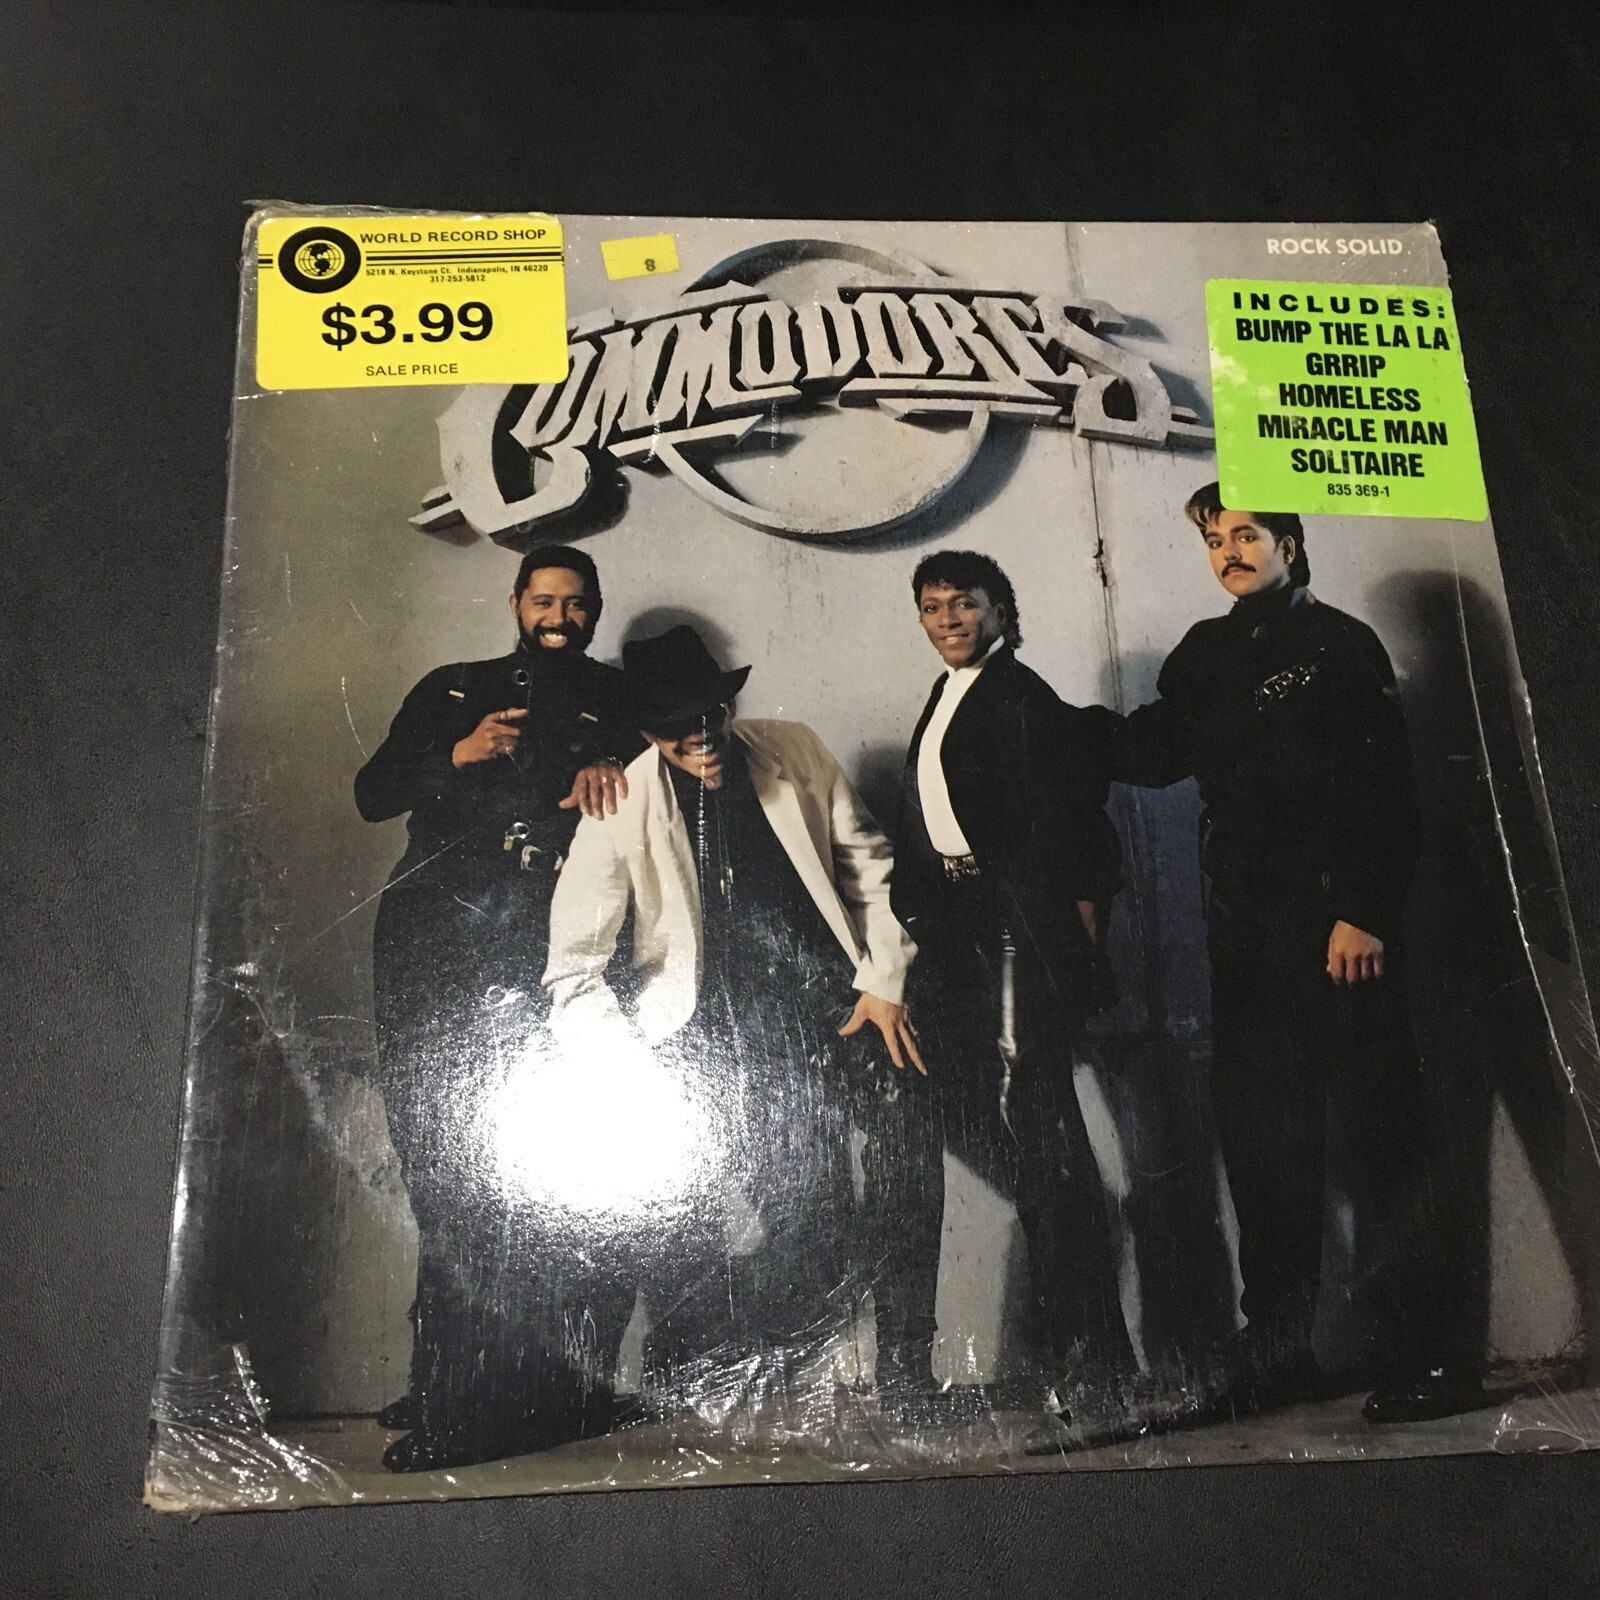 WORLD RECORD SHOP
5218 N. Keystone Ct. Indianapolis, IN 46220
317-253-5812
$3.99
SALE PRICE
8
COMMODORES
ROCK SOLID
INCLUDES:
BUMP THE LA LA
GRRIP
HOMELESS
MIRACLE MAN
SOLITAIRE
835 369-1